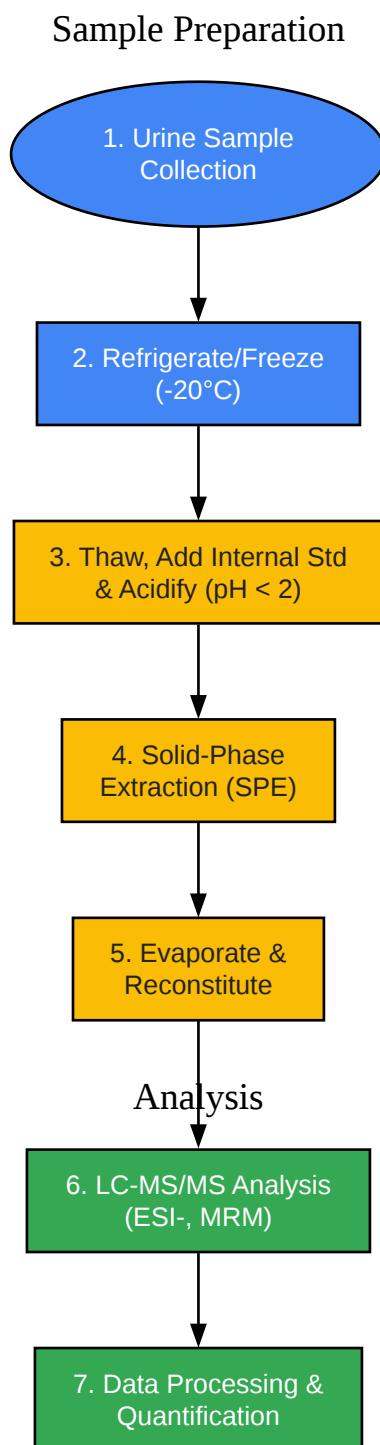 Sample Preparation
1. Urine Sample
Collection
2. Refrigerate/Freeze
(-20°C)
3. Thaw, Add Internal Std
& Acidify (pH < 2)
4. Solid-Phase
Extraction (SPE)
5. Evaporate &
Reconstitute
Analysis
6. LC-MS/MS Analysis
(ESI-, MRM)
7. Data Processing &
Quantification